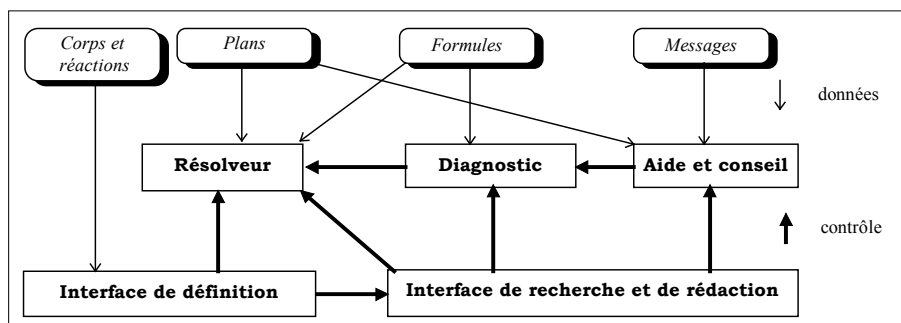 Corps et
réactions
Plans
Formules
Messages
données
Résolveur
Diagnostic
Aide et conseil
contrôle
Interface de définition
Interface de recherche et de rédaction